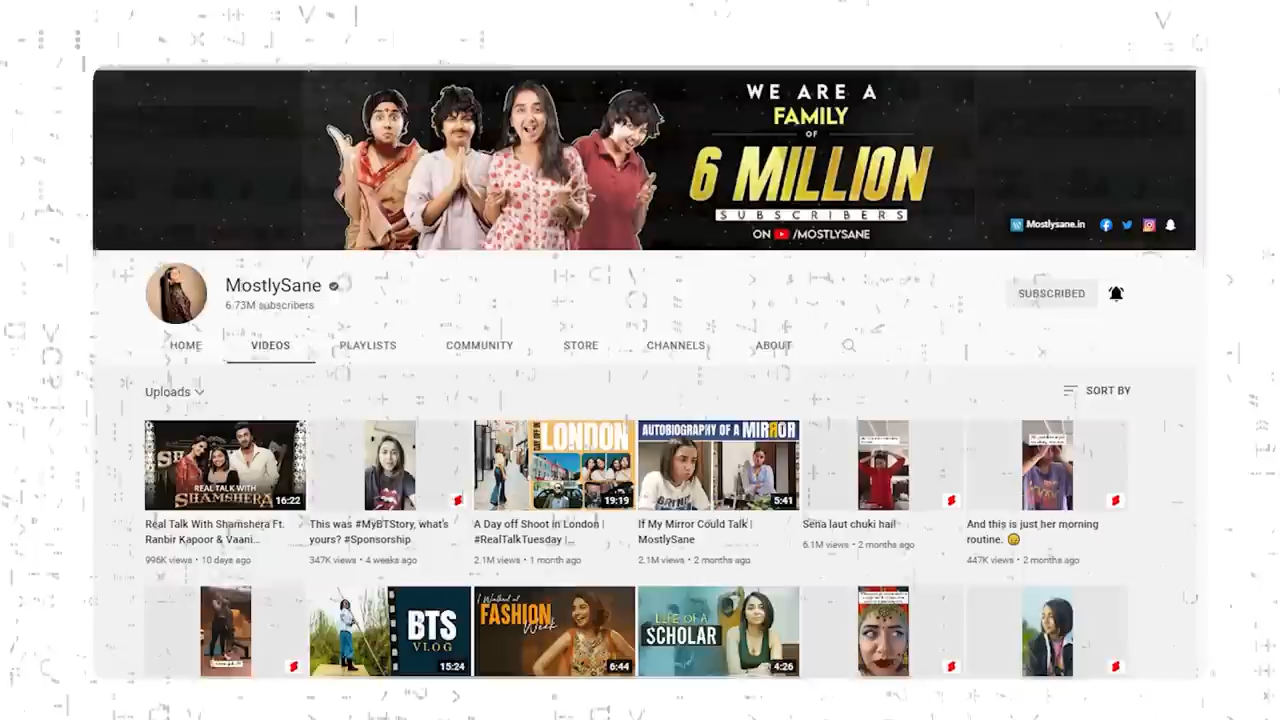 WE ARE A
FAMILY
OF
6 MILLION
SUBSCRIBERS
ON /MOSTLYSANE
Mostlysane.in
MostlySane
6.73M subscribers
SUBSCRIBED
HOME VIDEOS PLAYLISTS COMMUNITY STORE CHANNELS ABOUT
Uploads
SORT BY
REAL TALK WITH
SHAMSHERA
16:22
LONDON
19:19
AUTOBIOGRAPHY OF A MIRROR
5:41
Real Talk With Shamshera Ft.
Ranbir Kapoor & Vaani...
996K views • 10 days ago
This was #MyBTStory, what's
yours? #Sponsorship
347K views • 4 weeks ago
A Day off Shoot in London |
#RealTalkTuesday |...
2.1M views • 1 month ago
If My Mirror Could Talk |
MostlySane
2.1M views • 2 months ago
Sena laut chuki hai!
6.1M views • 2 months ago
And this is just her morning
routine. 😑
447K views • 2 months ago
BTS
VLOG
15:24
I Walked at
FASHION
Week
6:44
LIFE OF A
SCHOLAR
4:26